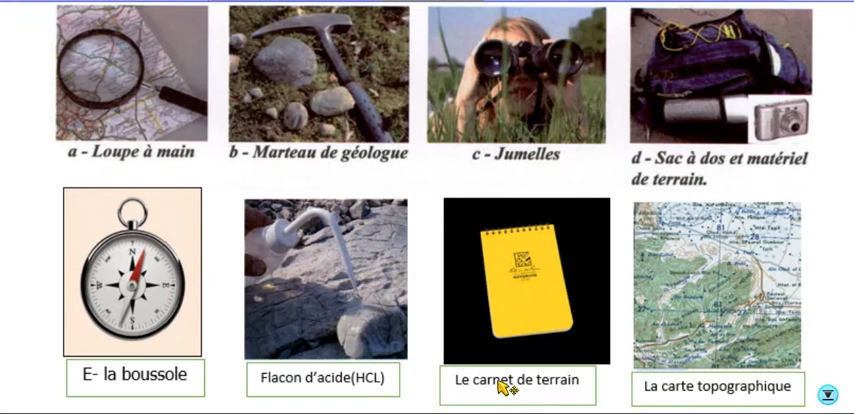 a - Loupe à main
b - Marteau de géologue
c - Jumelles
d - Sac à dos et matériel
de terrain.
N
E- la boussole
Flacon d'acide(HCL)
Le carnet de terrain
La carte topographique